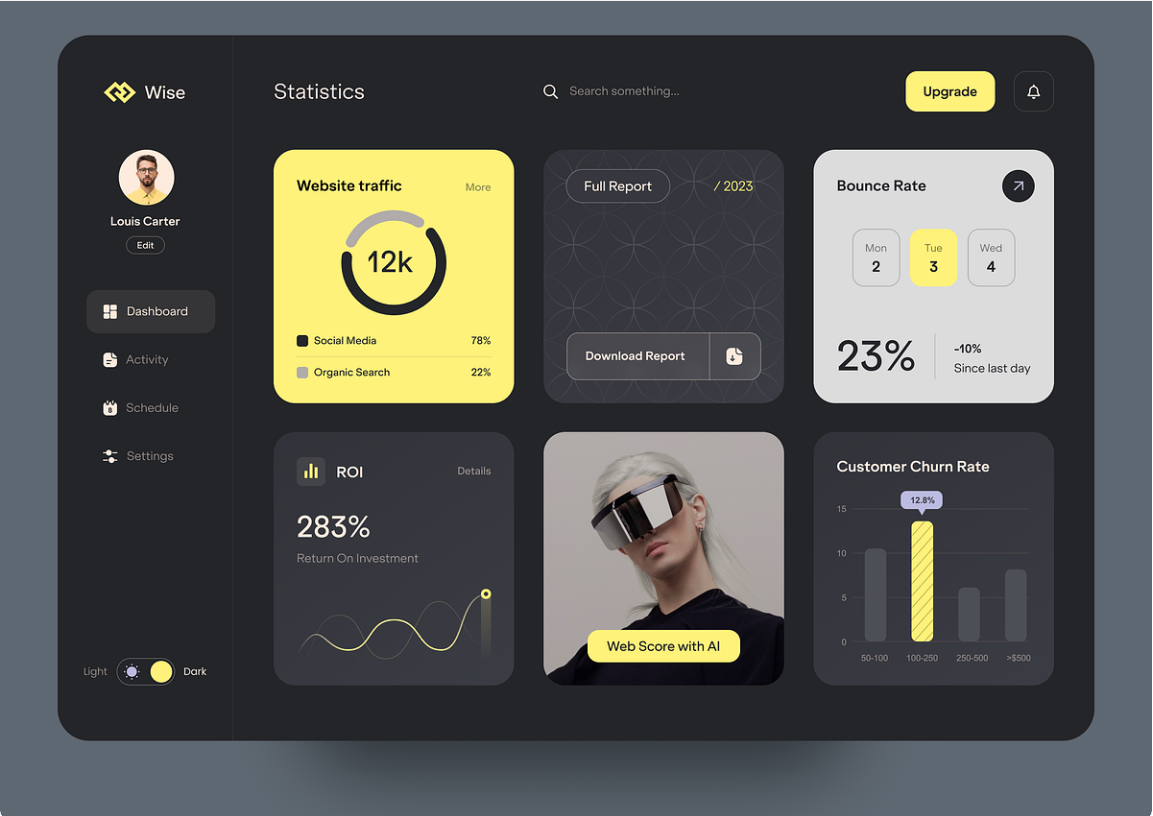 Wise
Statistics
Search something...
Upgrade
Louis Carter
Edit
Dashboard
Activity
Schedule
Settings
Light
Dark
Website traffic
More
12k
Social Media 78%
Organic Search 22%
Full Report
/ 2023
Download Report
Bounce Rate
Mon Tue Wed
2 3 4
23%
-10%
Since last day
ROI
Details
283%
Return On Investment
Web Score with AI
Customer Churn Rate
12.8%
15
10
5
0
50-100 100-250 250-500 >$500